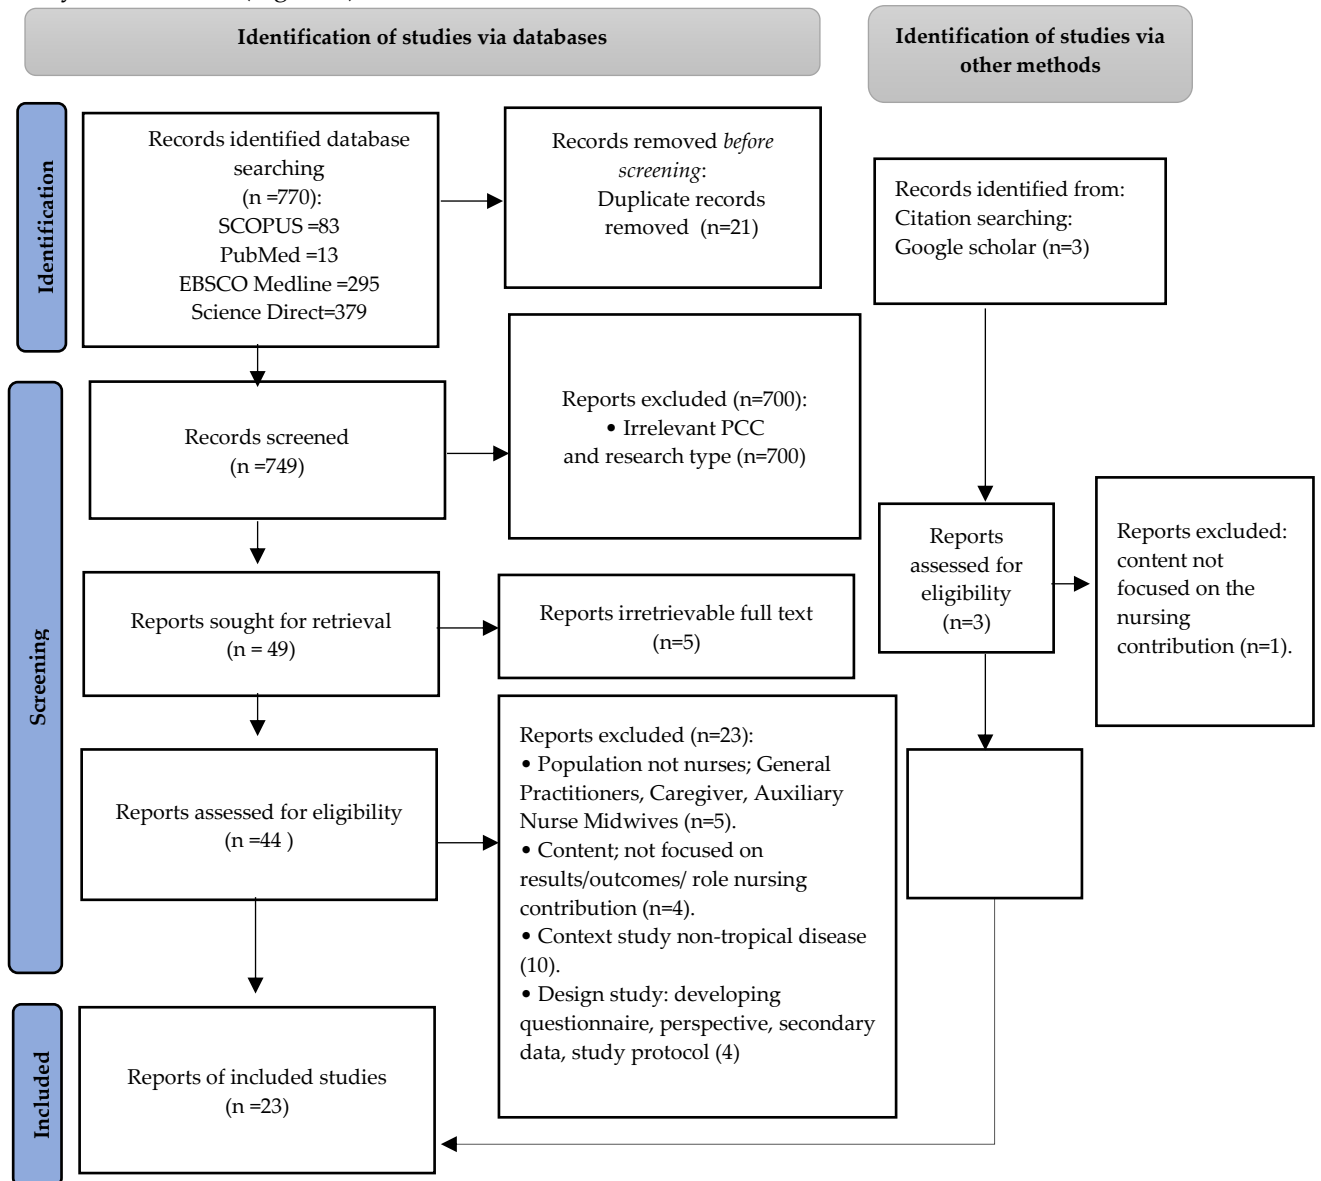 Identification of studies via databases
Identification of studies via
other methods
Identification
Records identified database
searching
(n =770):
SCOPUS =83
PubMed =13
EBSCO Medline =295
Science Direct=379
Records removed before
screening:
Duplicate records
removed (n=21)
Records identified from:
Citation searching:
Google scholar (n=3)
Screening
Records screened
(n =749)
Reports excluded (n=700):
• Irrelevant PCC
and research type (n=700)
Reports sought for retrieval
(n = 49)
Reports irretrievable full text
(n=5)
Reports
assessed for
eligibility
(n=3)
Reports excluded:
content not
focused on the
nursing
contribution (n=1).
Reports assessed for eligibility
(n =44 )
Reports excluded (n=23):
• Population not nurses; General
Practitioners, Caregiver, Auxiliary
Nurse Midwives (n=5).
• Content; not focused on
results/outcomes/ role nursing
contribution (n=4).
• Context study non-tropical disease
(10).
• Design study: developing
questionnaire, perspective, secondary
data, study protocol (4)
Included
Reports of included studies
(n =23)